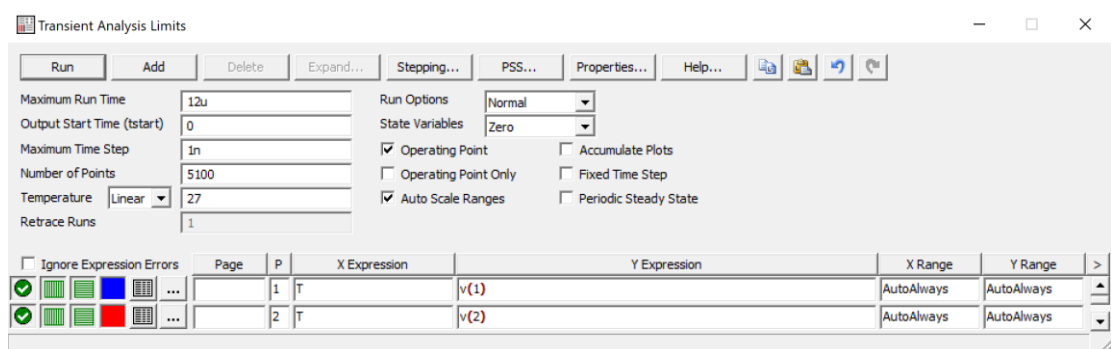 Transient Analysis Limits
Run Add Delete Expand... Stepping... PSS... Properties... Help...
Maximum Run Time 12u Run Options Normal
Output Start Time (tstart) 0 State Variables Zero
Maximum Time Step 1n Operating Point Accumulate Plots
Number of Points 5100 Operating Point Only Fixed Time Step
Temperature Linear 27 Auto Scale Ranges Periodic Steady State
Retrace Runs 1
Ignore Expression Errors Page P X Expression Y Expression X Range Y Range >
... 1 T v(1) AutoAlways AutoAlways
... 2 T v(2) AutoAlways AutoAlways